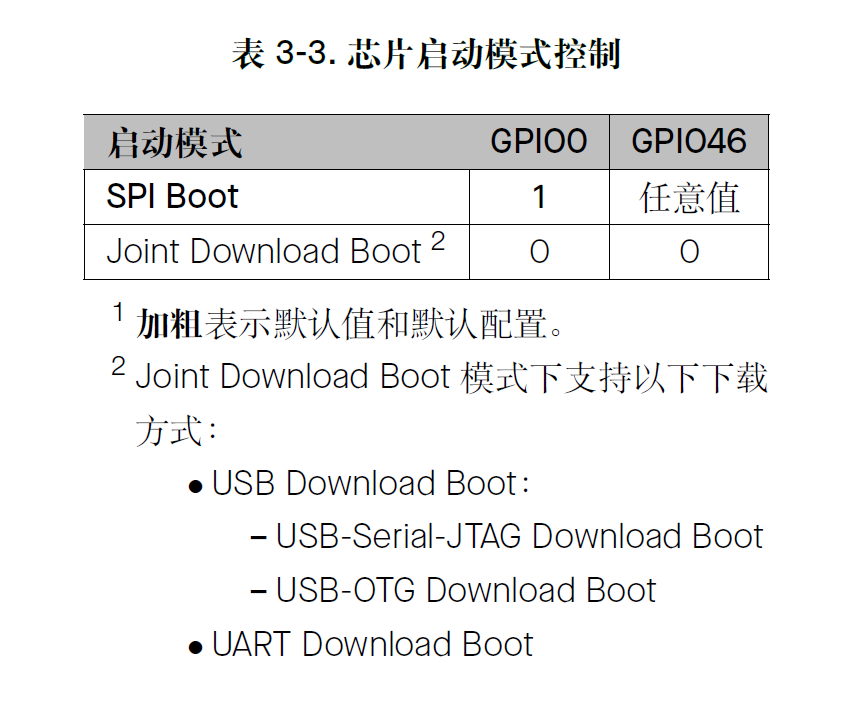 表 3-3. 芯片启动模式控制
启动模式 GPIO0 GPIO46
SPI Boot 1 任意值
Joint Download Boot 2 0 0
1 加粗表示默认值和默认配置。
2 Joint Download Boot 模式下支持以下下载
方式：
● USB Download Boot：
– USB-Serial-JTAG Download Boot
– USB-OTG Download Boot
● UART Download Boot